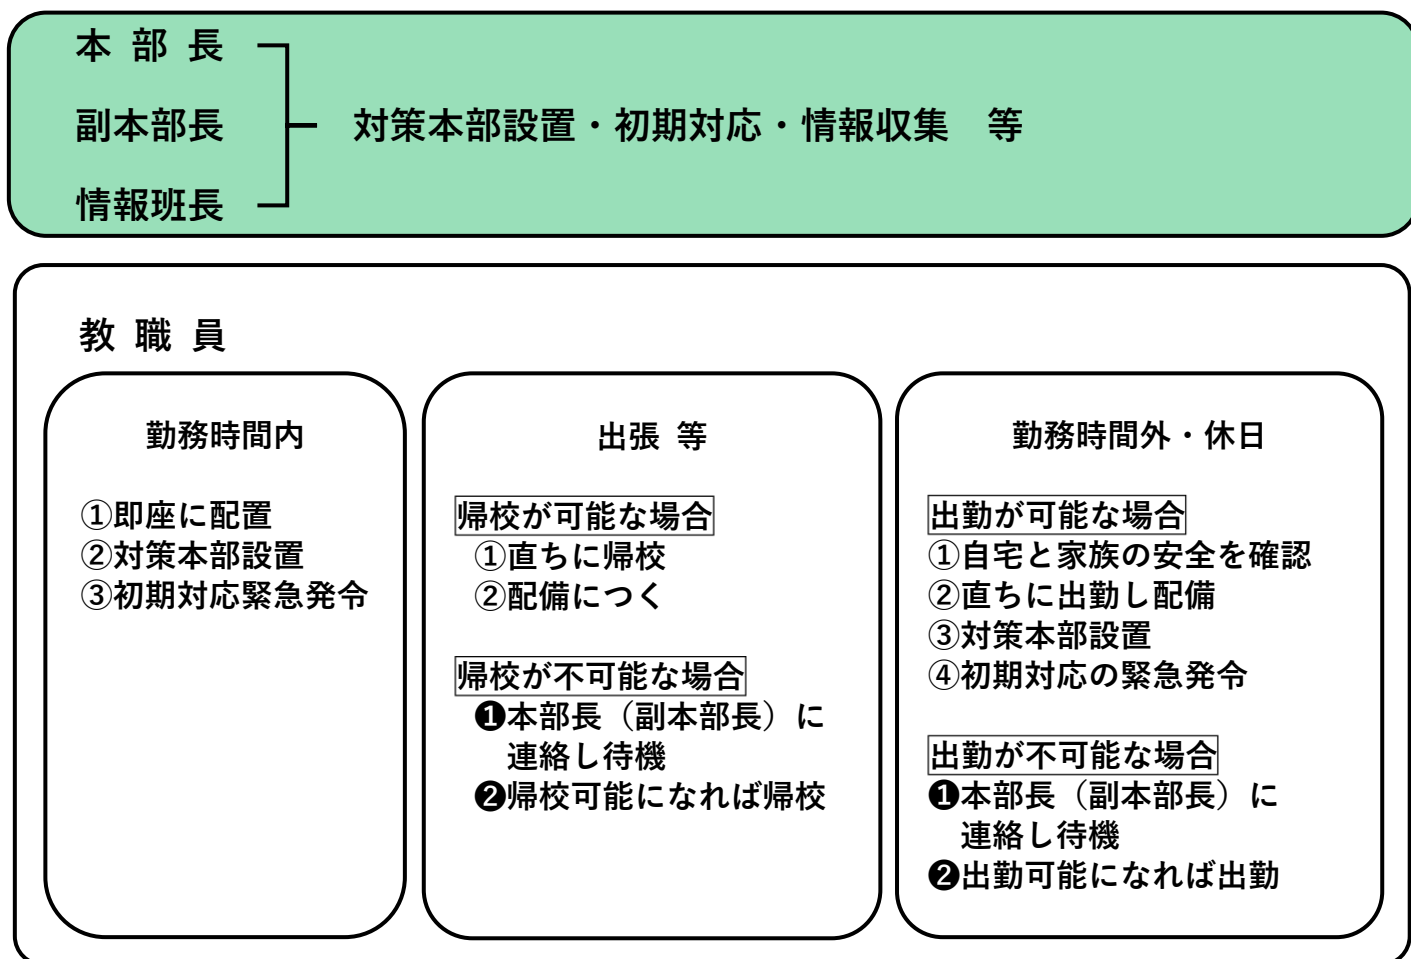 本 部 長
副本部長
情報班長
対策本部設置・初期対応・情報収集　等
教 職 員
勤務時間内
①即座に配置
②対策本部設置
③初期対応緊急発令
出張 等
帰校が可能な場合
①直ちに帰校
②配備につく
帰校が不可能な場合
❶本部長（副本部長）に
連絡し待機
❷帰校可能になれば帰校
勤務時間外・休日
出勤が可能な場合
①自宅と家族の安全を確認
②直ちに出勤し配備
③対策本部設置
④初期対応の緊急発令
出勤が不可能な場合
❶本部長（副本部長）に
連絡し待機
❷出勤可能になれば出勤